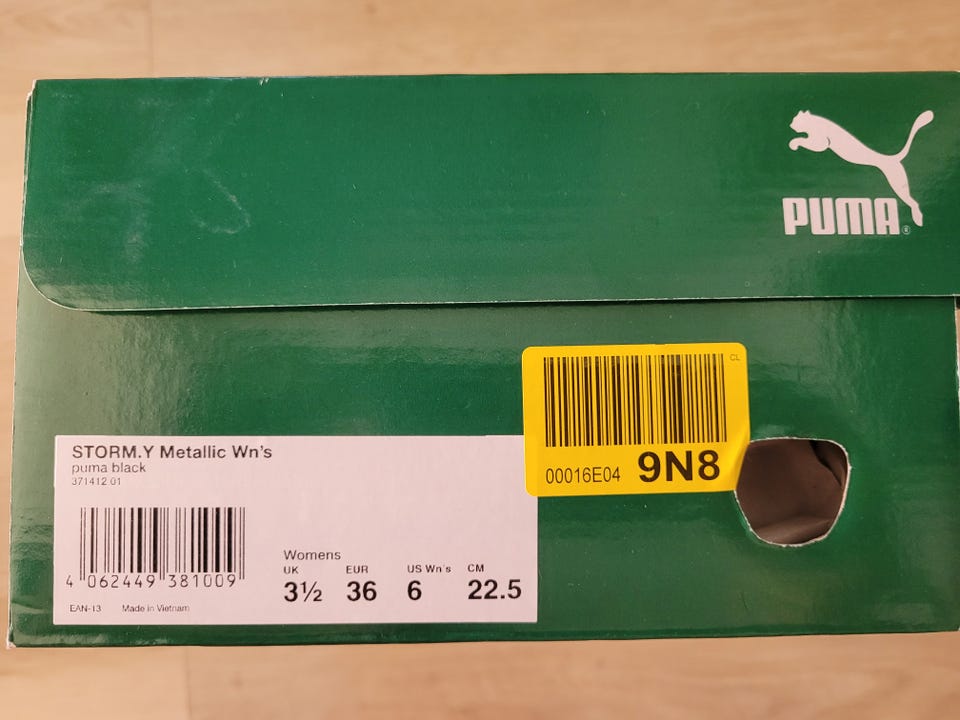 PUMA®
CL
00016E04 9N8
STORM.Y Metallic Wn's
puma black
371412 01
4 062449 381009
EAN-13 Made in Vietnam
Womens
UK EUR US Wn's CM
3½ 36 6 22.5